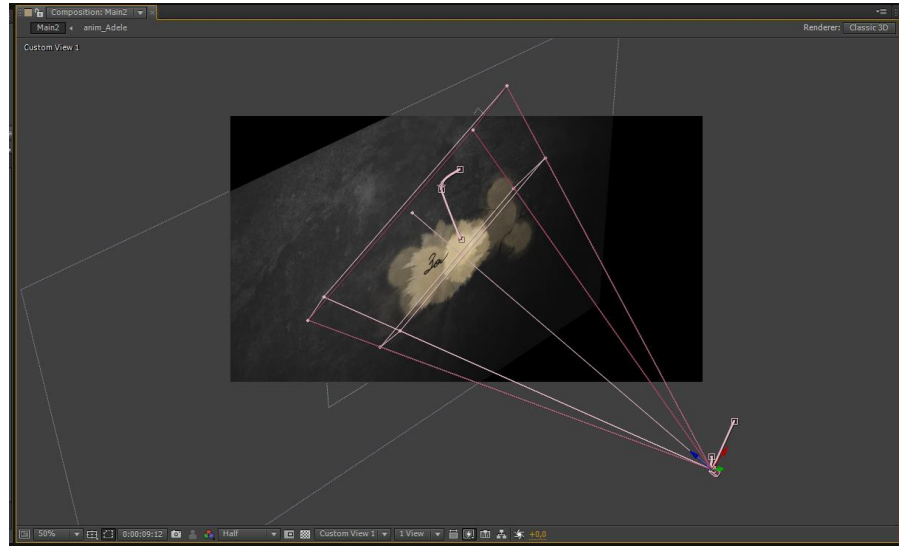 Composition: Main2
Main2 anim_Adele Renderer: Classic 3D
Custom View 1
50% 0:00:09:12 Half Custom View 1 1 View +0,0